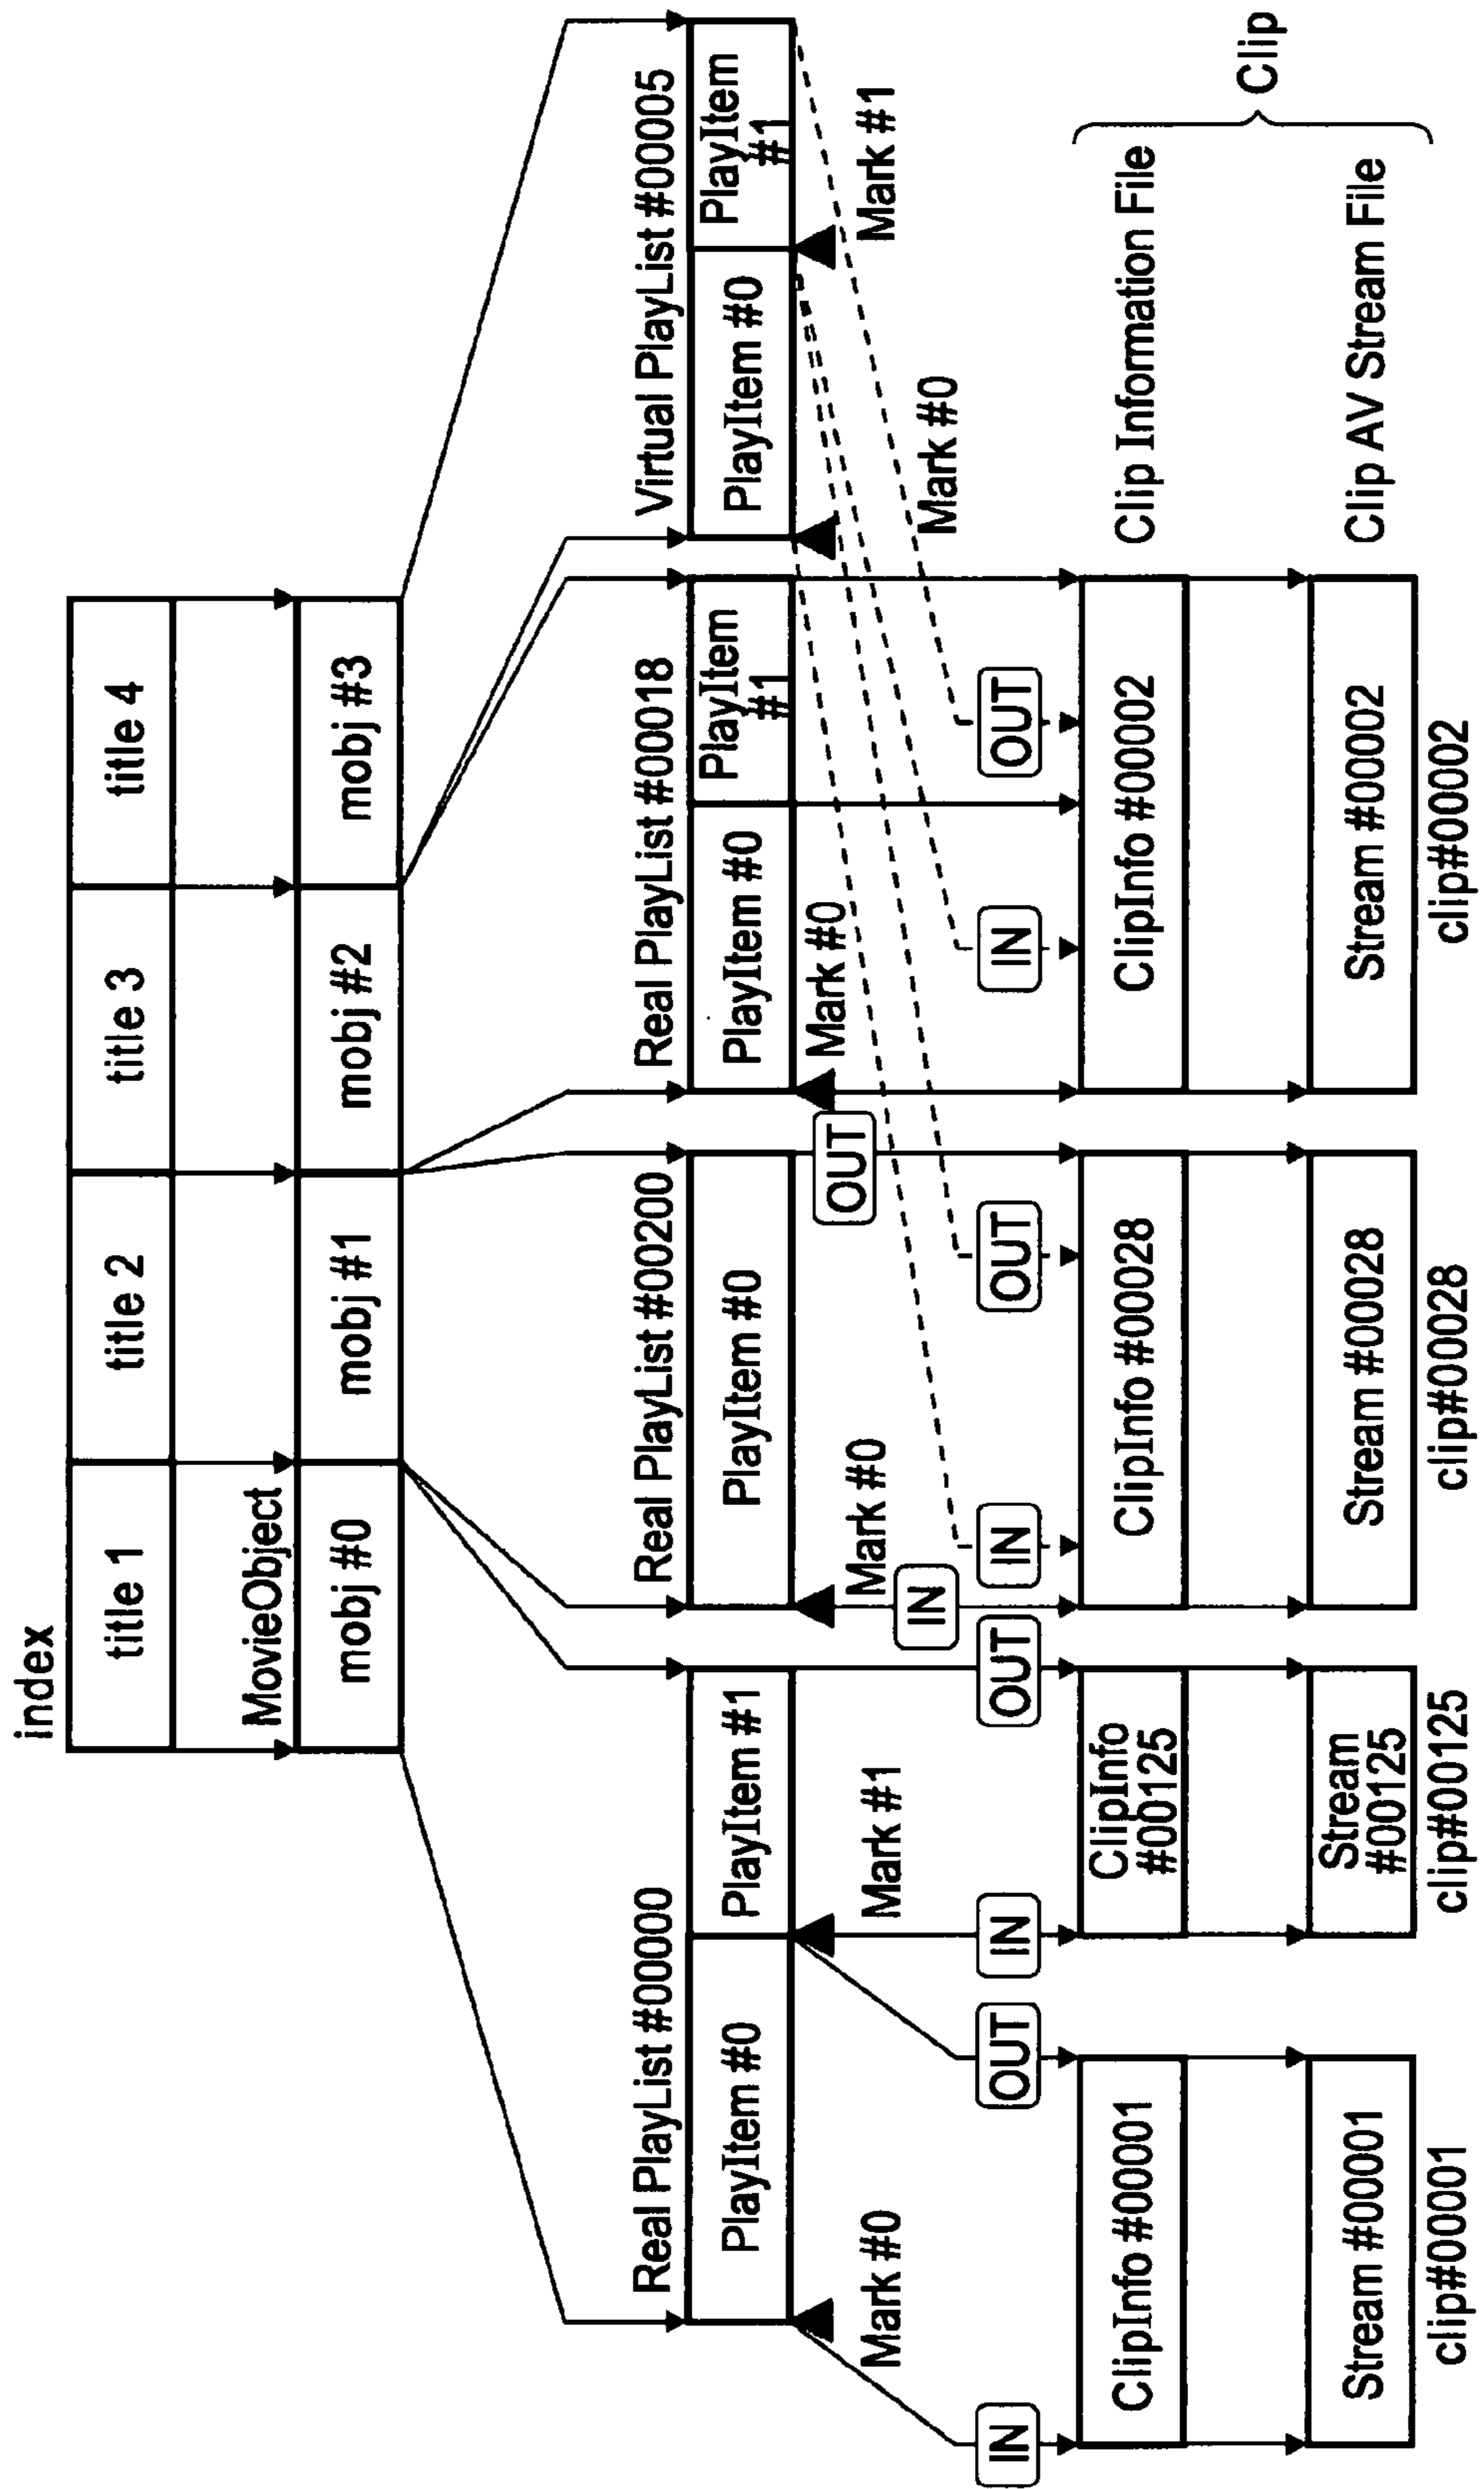 index
title 1
title 2
title 3
title 4
MovieObject
mobj #0
mobj #1
mobj #2
mobj #3
Real PlayList #00000
Real PlayList #00200
Real PlayList #00018
Virtual PlayList #00005
PlayItem #0
PlayItem #1
PlayItem #0
PlayItem #0
PlayItem
#1
PlayItem #0
PlayItem
#1
Mark #0
Mark #1
Mark #0
Mark #0
Mark #0
Mark #1
OUT
IN
IN
OUT
IN
OUT
IN
OUT
IN
OUT
ClipInfo #00001
ClipInfo
#00125
ClipInfo #00028
ClipInfo #00002
Clip Information File
Stream #00001
Stream
#00125
Stream #00028
Stream #00002
Clip AV Stream File
Clip
clip#00001
clip#00125
clip#00028
clip#00002